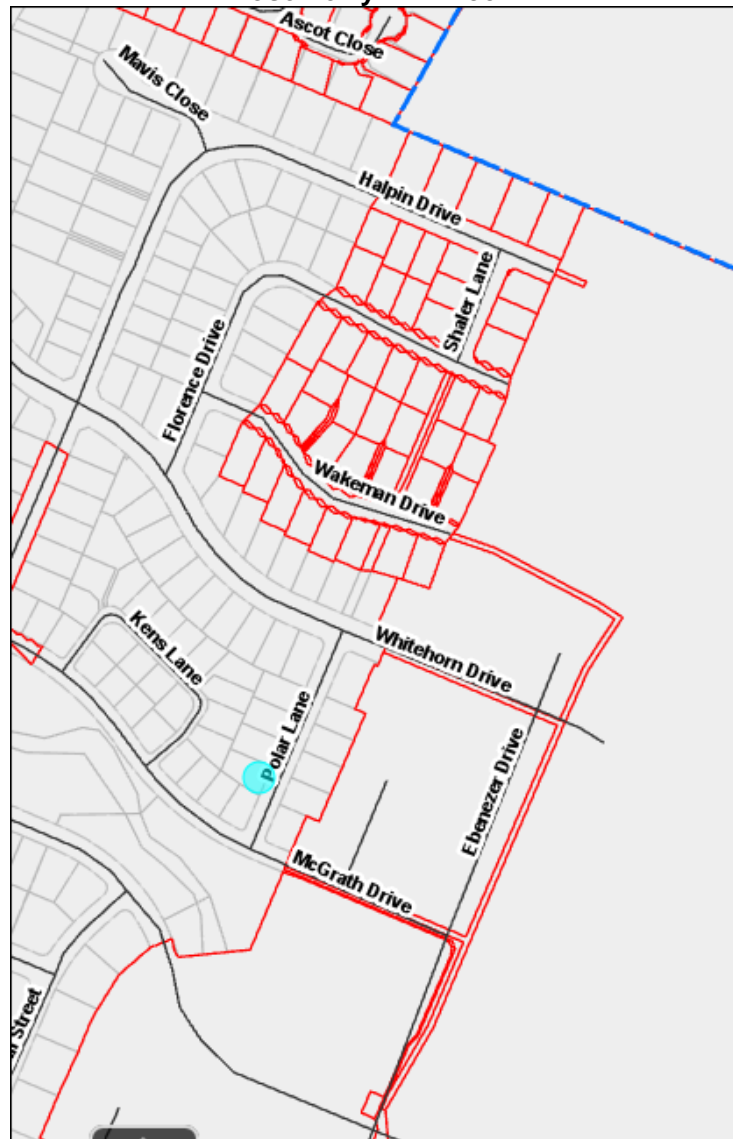 Ascot Close
Mavis Close
Halpin Drive
Shaler Lane
Florence Drive
Wakeman Drive
Kens Lane
Whitehorn Drive
Polar Lane
Ebenezer Drive
McGrath Drive
Street